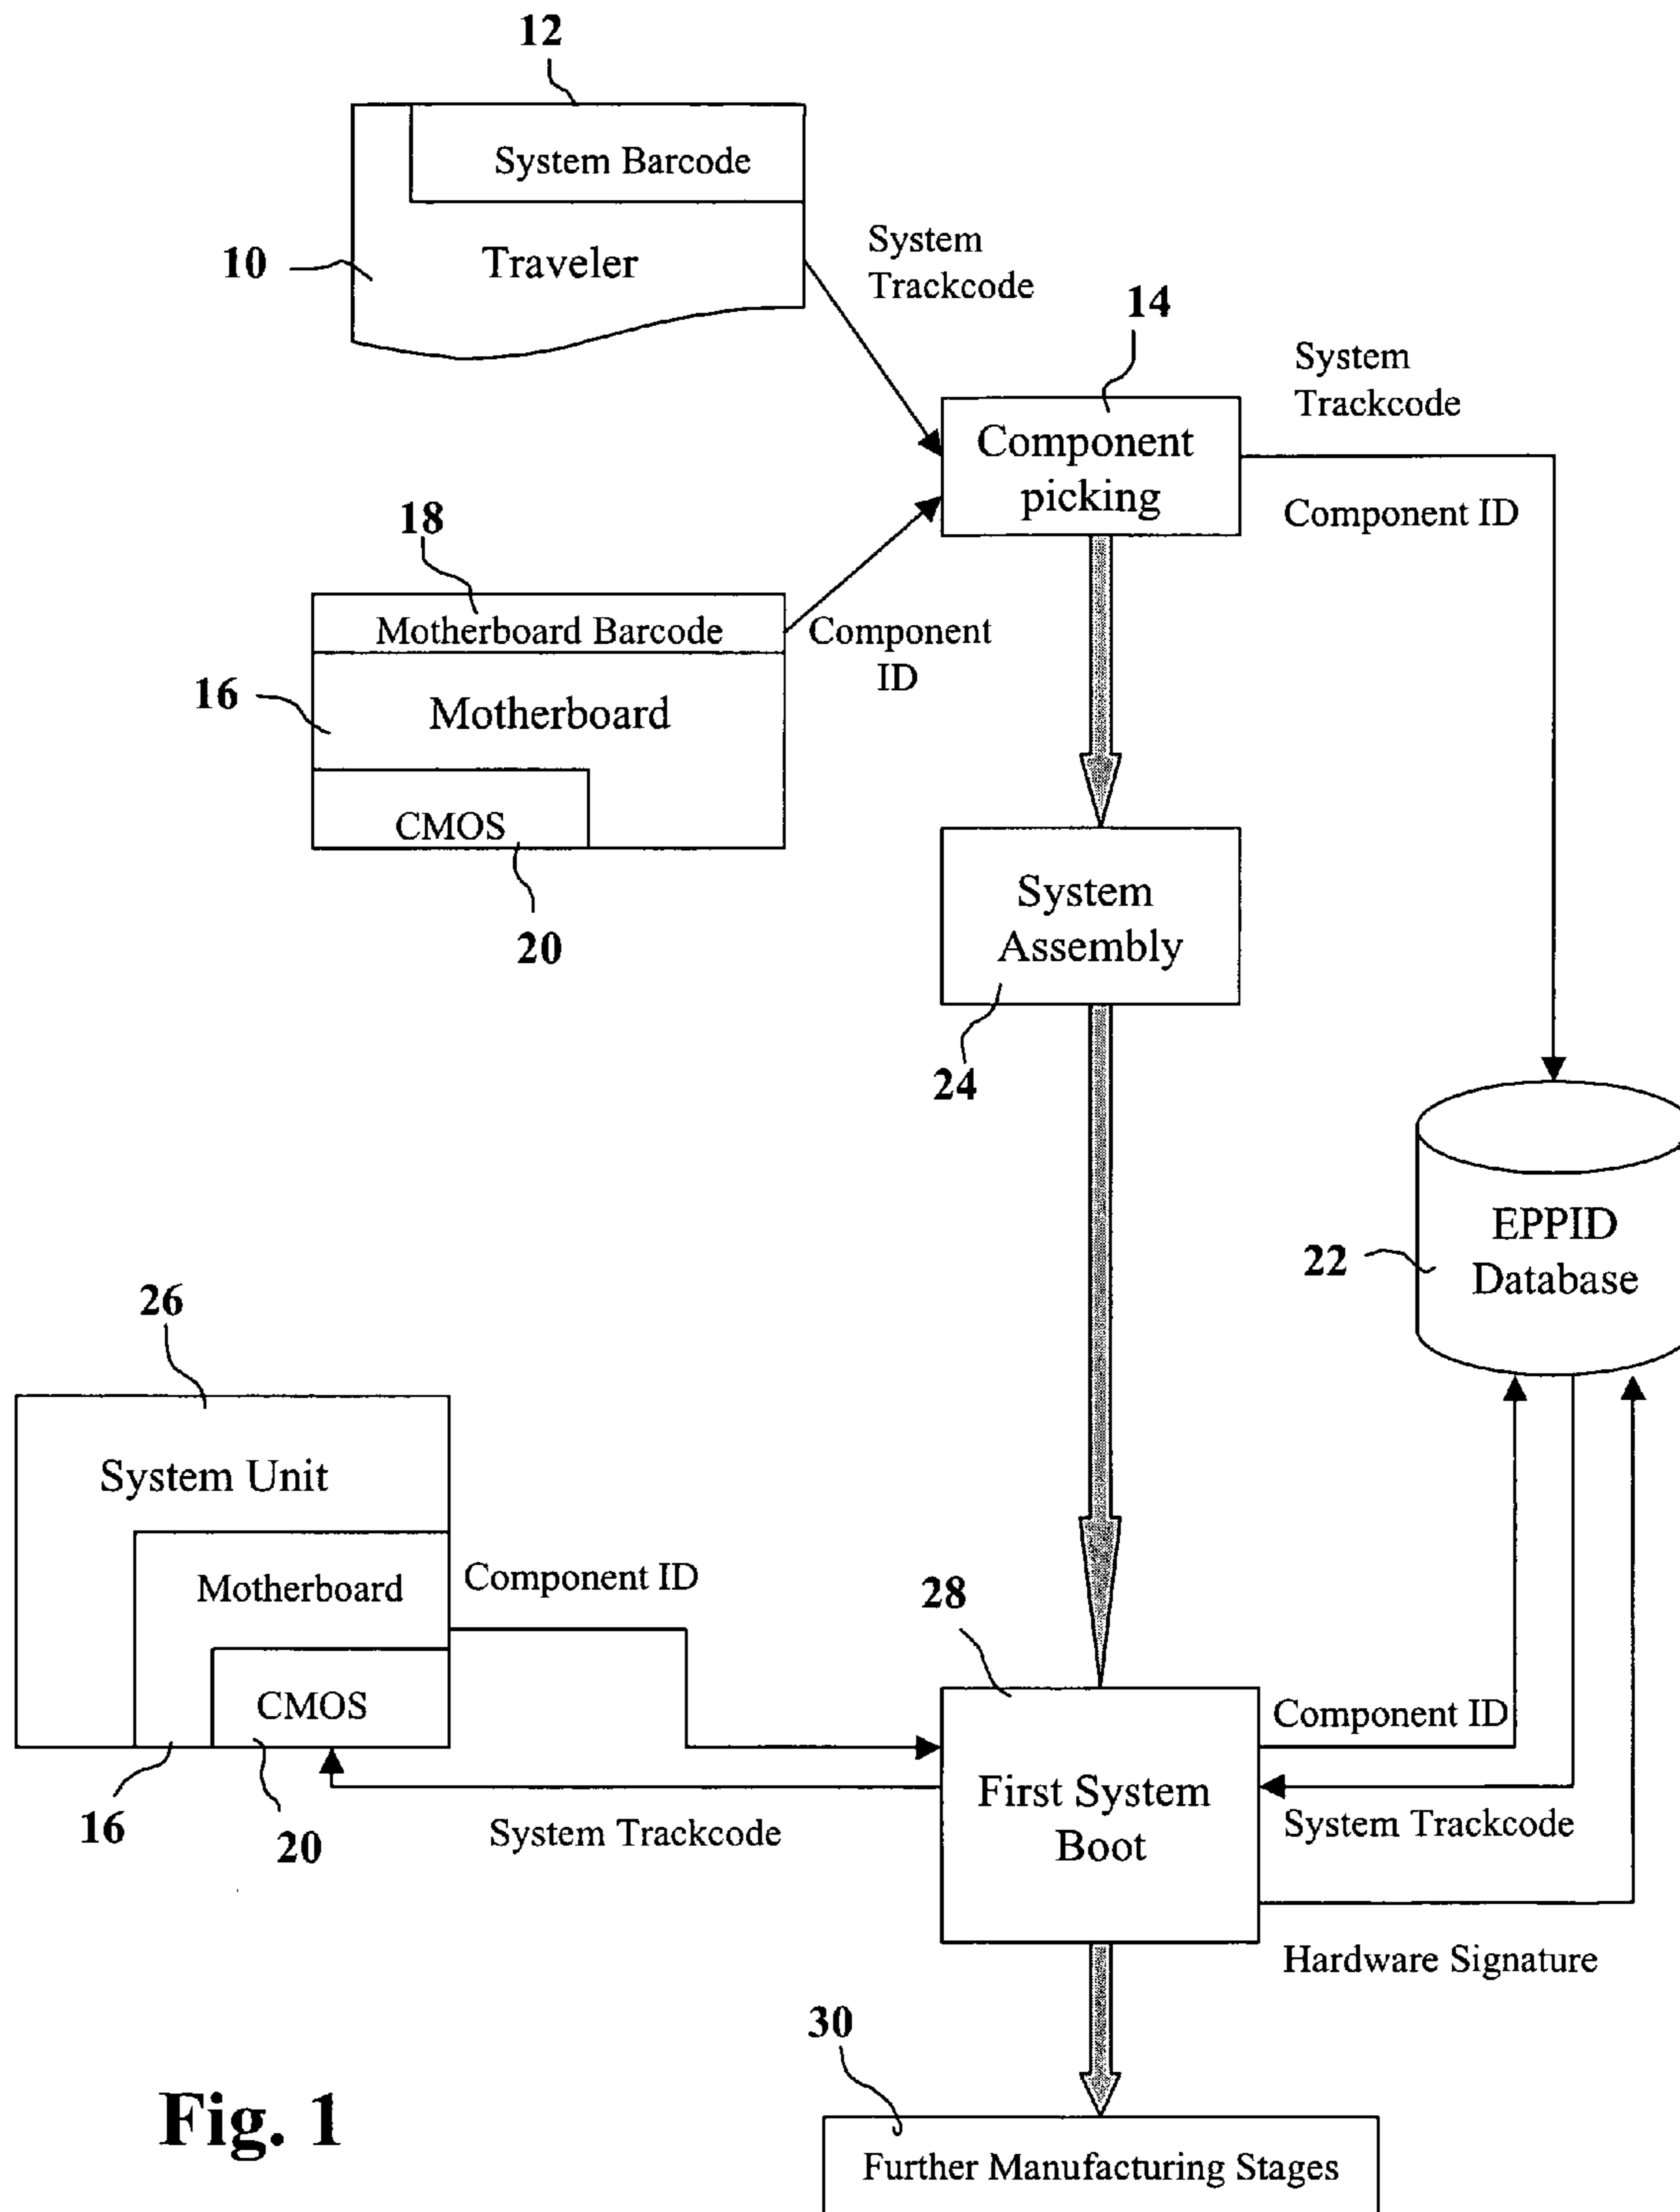 12
System Barcode
10
Traveler
System
Trackcode
14
System
Trackcode
Component
picking
Component ID
18
Motherboard Barcode
Component
ID
16
Motherboard
CMOS
20
System
Assembly
24
EPPID
Database
22
26
System Unit
Motherboard
Component ID
28
CMOS
16
20
System Trackcode
First System
Boot
Component ID
System Trackcode
Hardware Signature
30
Further Manufacturing Stages
Fig. 1